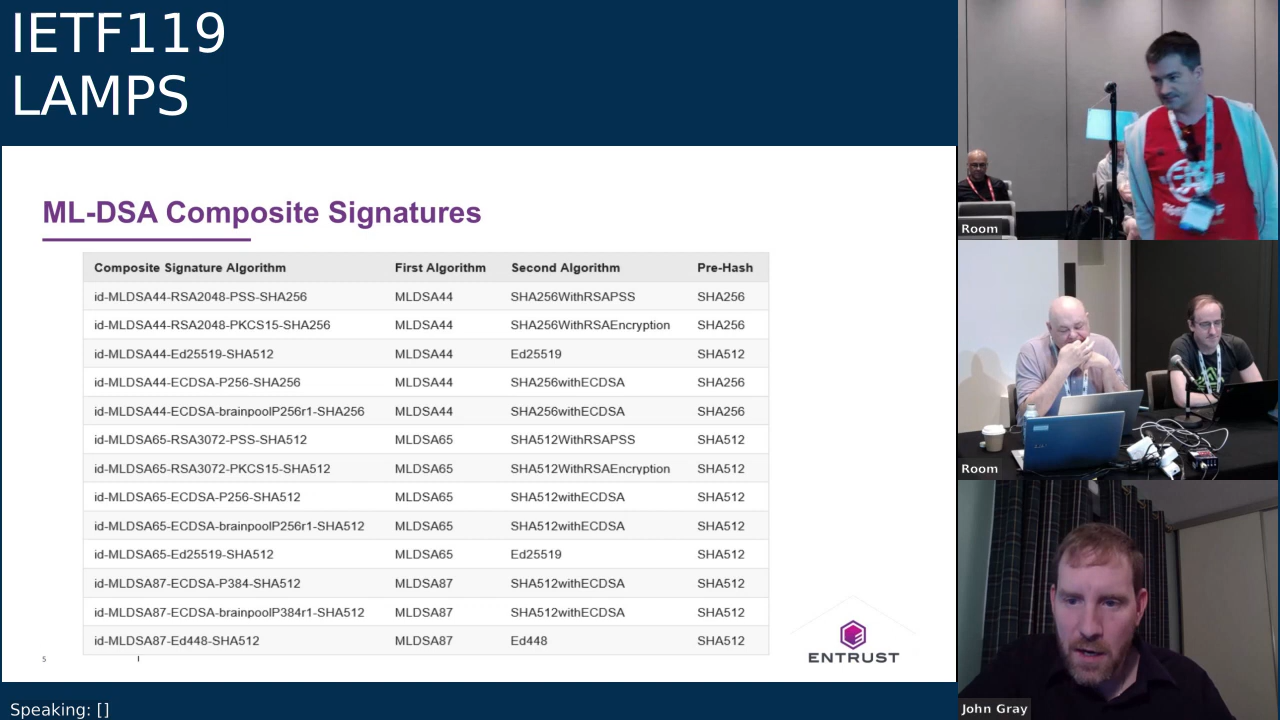 IETF119
LAMPS
ML-DSA Composite Signatures
Composite Signature Algorithm First Algorithm Second Algorithm Pre-Hash
id-MLDSA44-RSA2048-PSS-SHA256 MLDSA44 SHA256WithRSAPSS SHA256
id-MLDSA44-RSA2048-PKCS15-SHA256 MLDSA44 SHA256WithRSAEncryption SHA256
id-MLDSA44-Ed25519-SHA512 MLDSA44 Ed25519 SHA512
id-MLDSA44-ECDSA-P256-SHA256 MLDSA44 SHA256withECDSA SHA256
id-MLDSA44-ECDSA-brainpoolP256r1-SHA256 MLDSA44 SHA256withECDSA SHA256
id-MLDSA65-RSA3072-PSS-SHA512 MLDSA65 SHA512WithRSAPSS SHA512
id-MLDSA65-RSA3072-PKCS15-SHA512 MLDSA65 SHA512WithRSAEncryption SHA512
id-MLDSA65-ECDSA-P256-SHA512 MLDSA65 SHA512withECDSA SHA512
id-MLDSA65-ECDSA-brainpoolP256r1-SHA512 MLDSA65 SHA512withECDSA SHA512
id-MLDSA65-Ed25519-SHA512 MLDSA65 Ed25519 SHA512
id-MLDSA87-ECDSA-P384-SHA512 MLDSA87 SHA512withECDSA SHA512
id-MLDSA87-ECDSA-brainpoolP384r1-SHA512 MLDSA87 SHA512withECDSA SHA512
id-MLDSA87-Ed448-SHA512 MLDSA87 Ed448 SHA512
5
ENTRUST
Speaking: []
Room
Room
John Gray